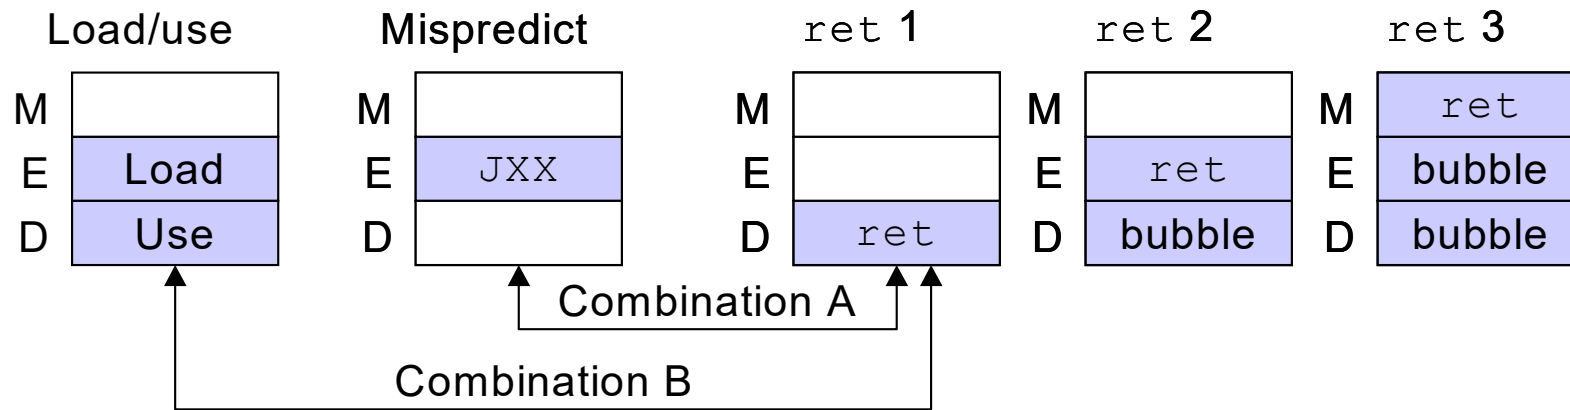 Load/use Mispredict ret 1 ret 2 ret 3
M M M M M ret
E Load E JXX E E ret E bubble
D Use D D ret D bubble D bubble
Combination A
Combination B